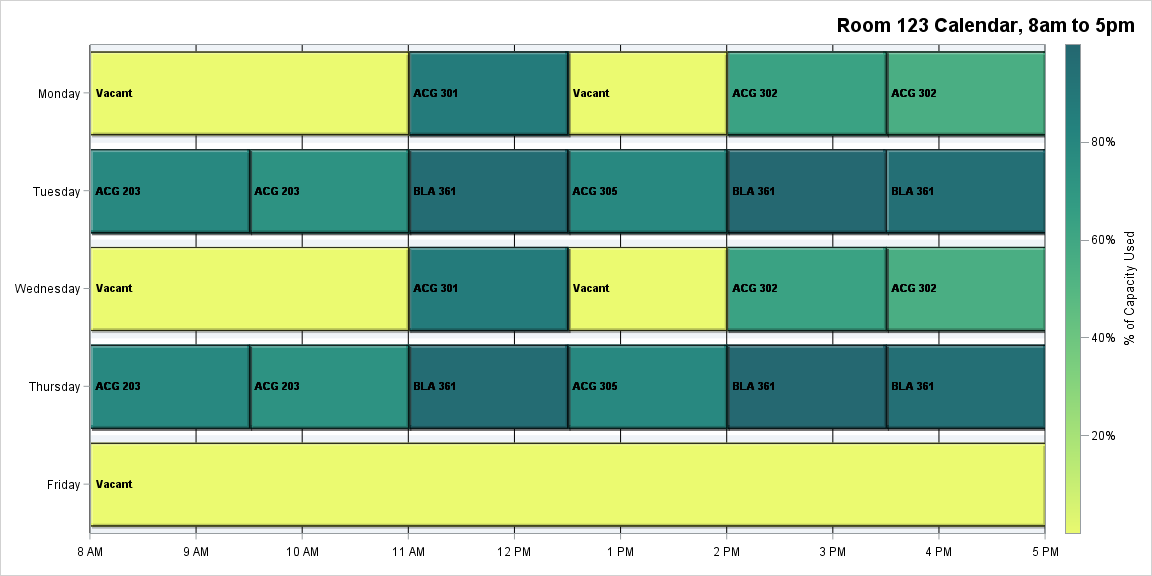 Room 123 Calendar, 8am to 5pm
Monday
Vacant
ACG 301
Vacant
ACG 302
ACG 302
Tuesday
ACG 203
ACG 203
BLA 361
ACG 305
BLA 361
BLA 361
Wednesday
Vacant
ACG 301
Vacant
ACG 302
ACG 302
Thursday
ACG 203
ACG 203
BLA 361
ACG 305
BLA 361
BLA 361
Friday
Vacant
8 AM
9 AM
10 AM
11 AM
12 PM
1 PM
2 PM
3 PM
4 PM
5 PM
80%
60%
40%
20%
% of Capacity Used